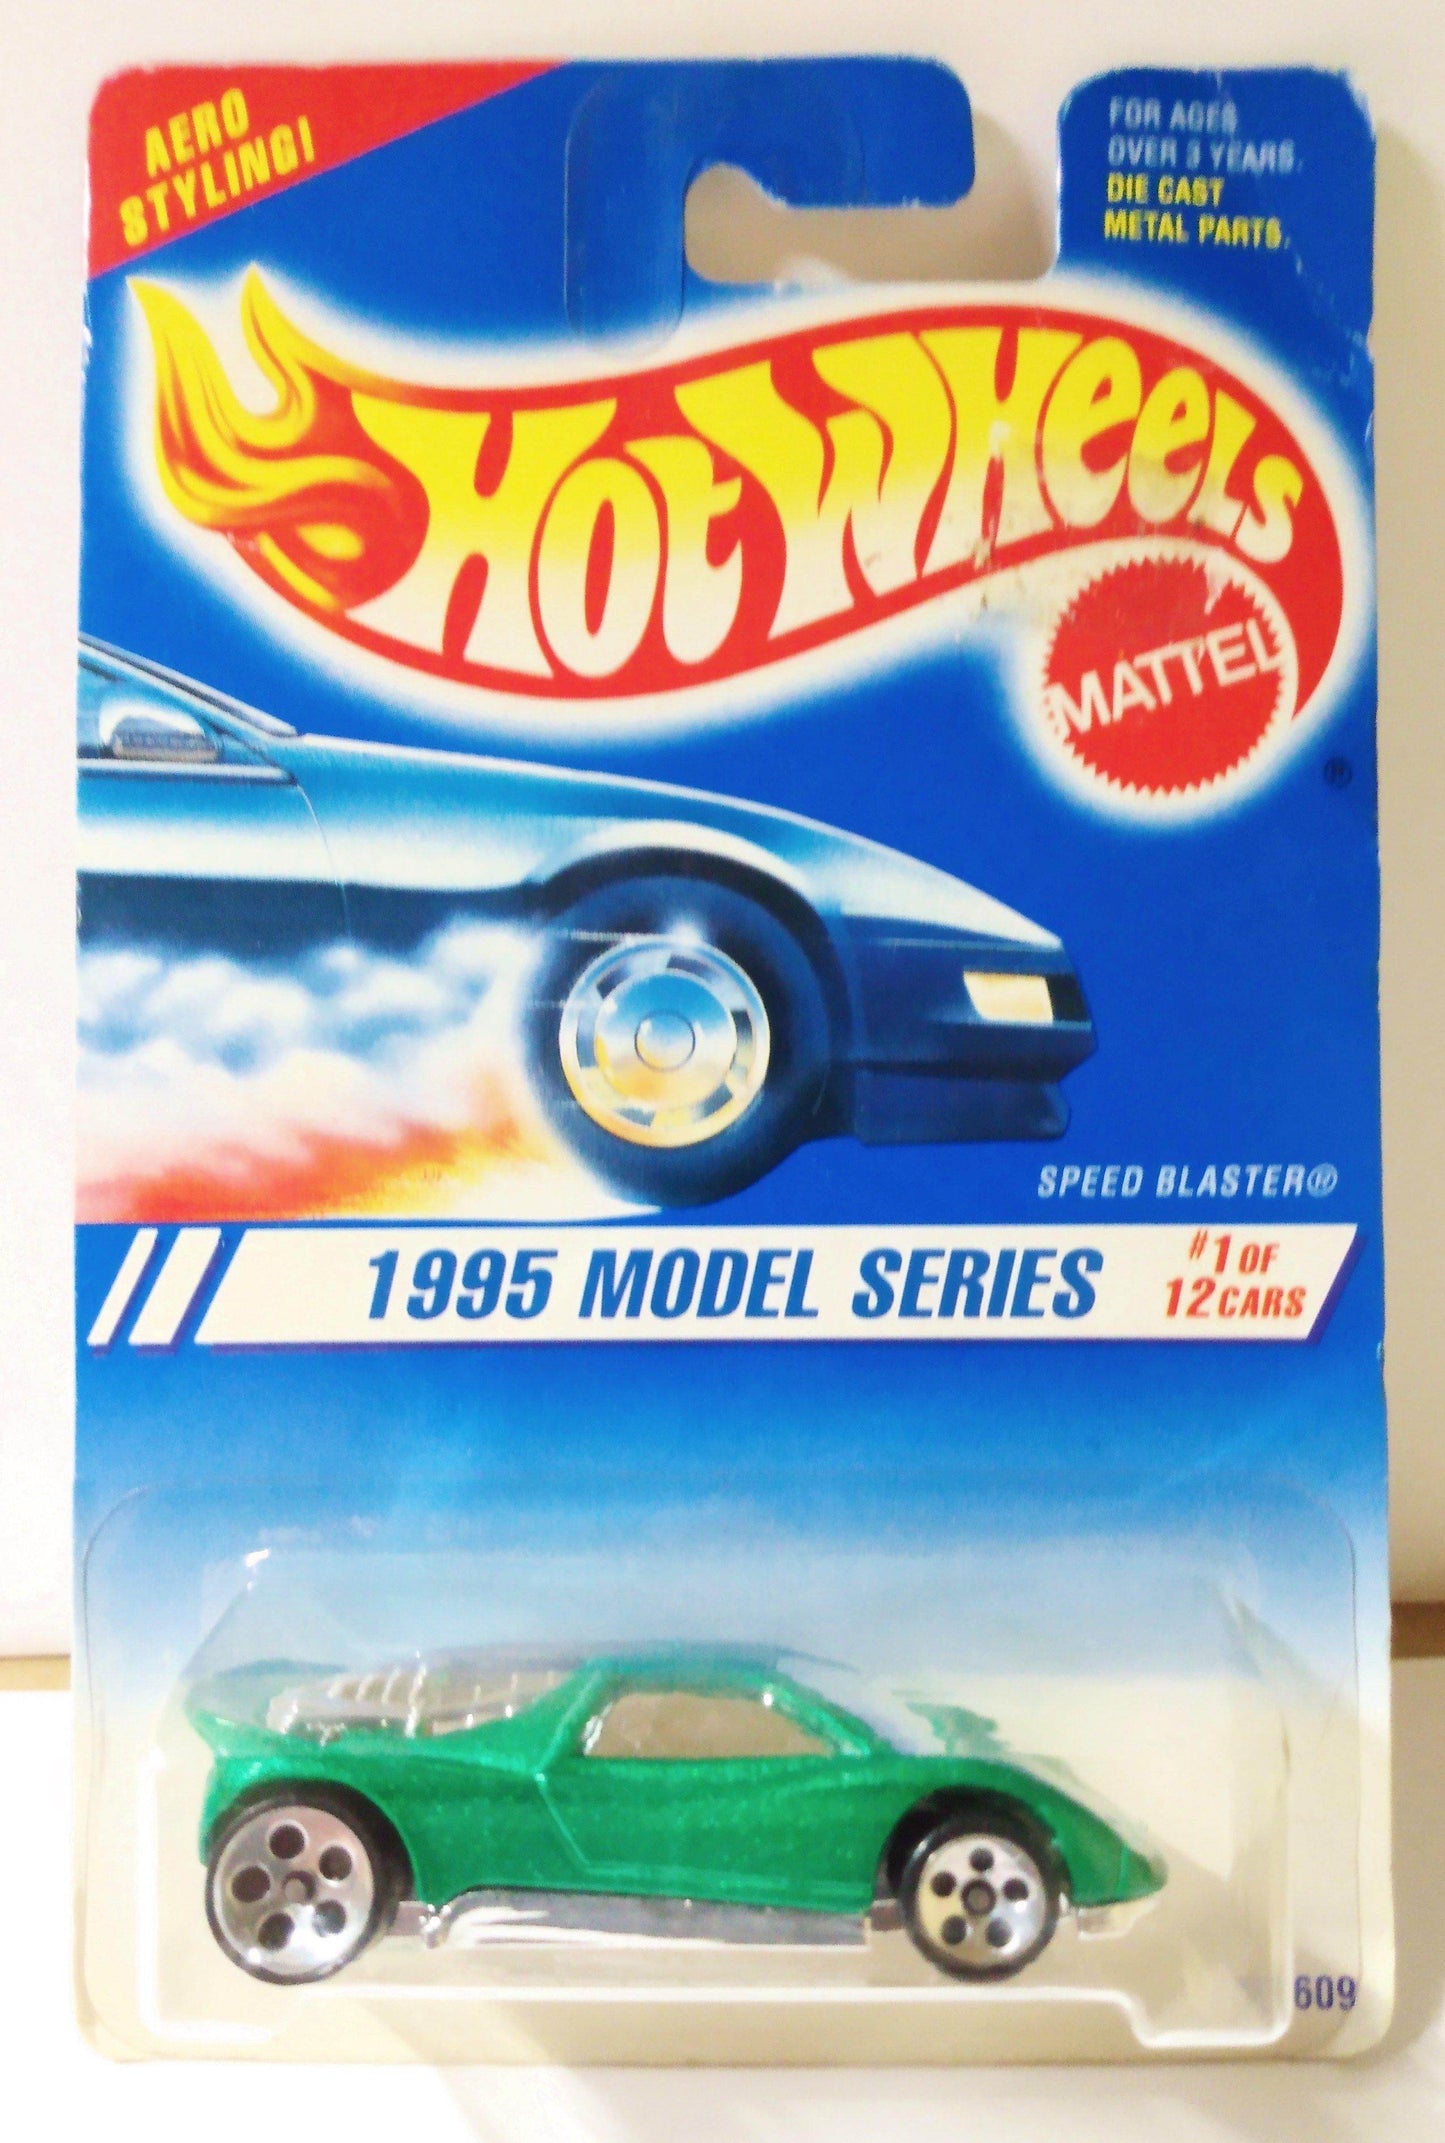 AERO
STYLING!
FOR AGES
OVER 3 YEARS.
DIE CAST
METAL PARTS.
HOT WHEELS
MATTEL
®
SPEED BLASTER®
1995 MODEL SERIES
#1 OF
12 CARS
609